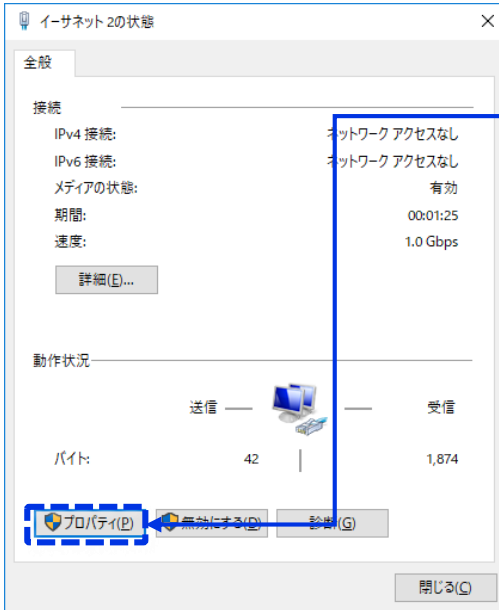 イーサネット 2の状態
全般
接続
IPv4 接続: ネットワーク アクセスなし
IPv6 接続: ネットワーク アクセスなし
メディアの状態: 有効
期間: 00:01:25
速度: 1.0 Gbps
詳細(E)...
動作状況
送信 受信
バイト: 42 1,874
プロパティ(P) 無効にする(D) 診断(G)
閉じる(C)